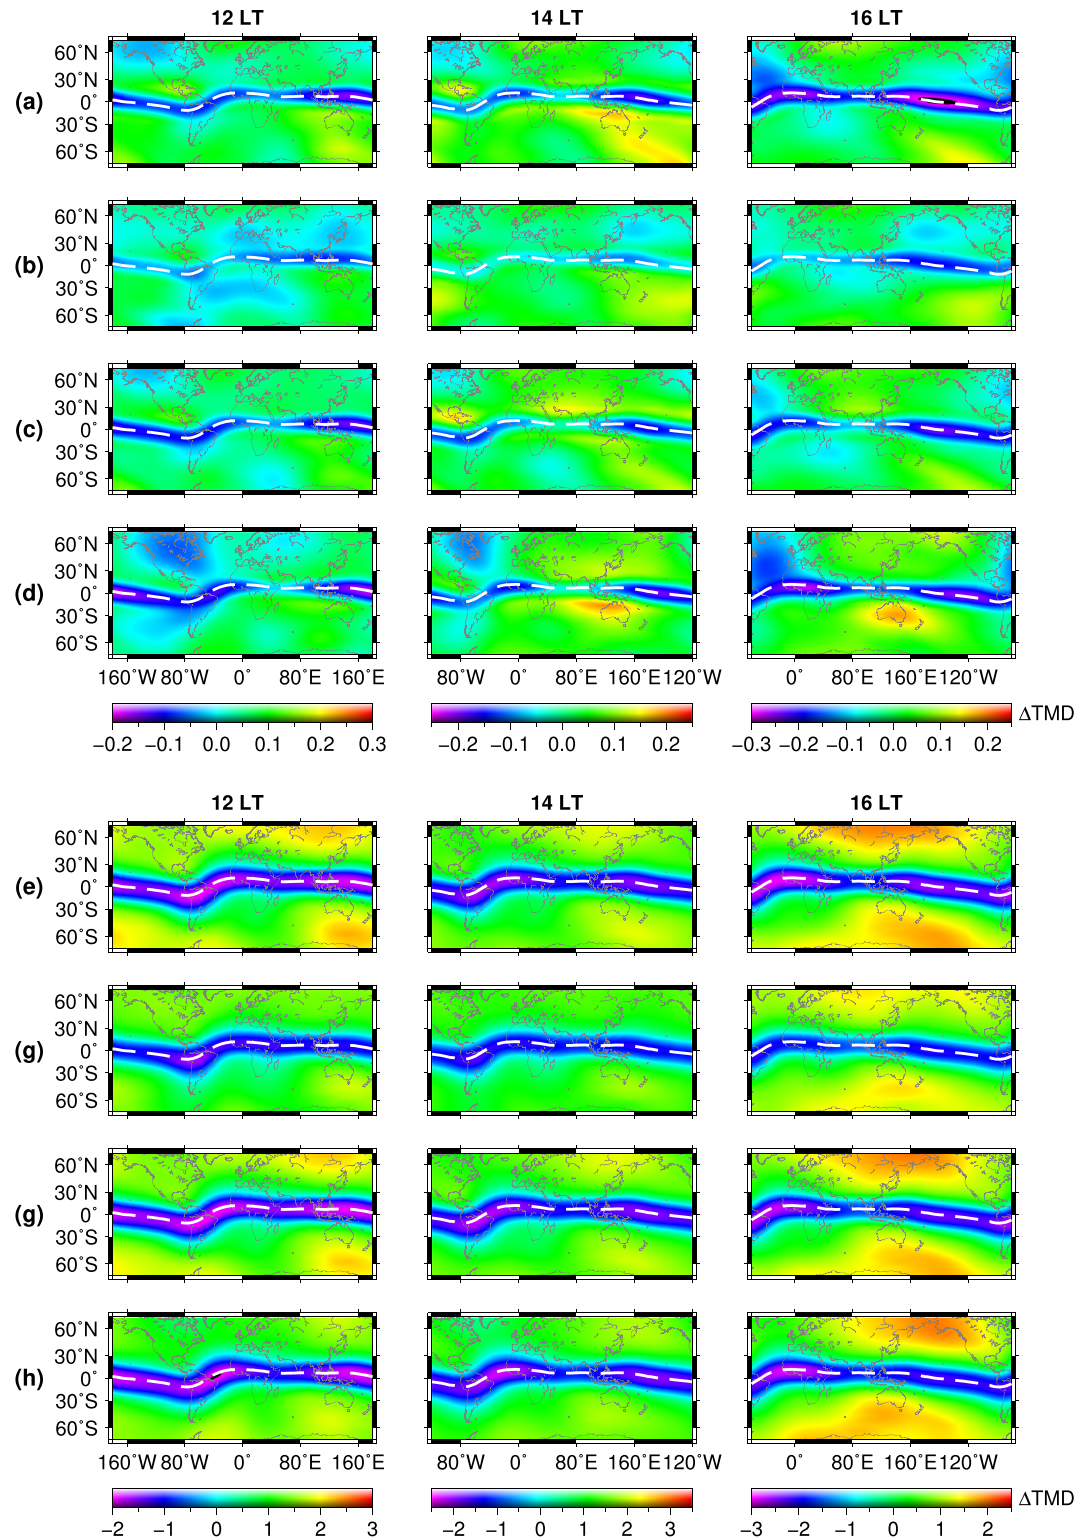 12 LT 14 LT 16 LT
(a) 60°N 30°N 0° 30°S 60°S
(b) 60°N 30°N 0° 30°S 60°S
(c) 60°N 30°N 0° 30°S 60°S
(d) 60°N 30°N 0° 30°S 60°S
160°W 80°W 0° 80°E 160°E 80°W 0° 80°E 160°E 120°W 0° 80°E 160°E 120°W
ΔTMD
−0.2 −0.1 0.0 0.1 0.2 0.3 −0.2 −0.1 0.0 0.1 0.2 −0.3 −0.2 −0.1 0.0 0.1 0.2
12 LT 14 LT 16 LT
(e) 60°N 30°N 0° 30°S 60°S
(g) 60°N 30°N 0° 30°S 60°S
(g) 60°N 30°N 0° 30°S 60°S
(h) 60°N 30°N 0° 30°S 60°S
160°W 80°W 0° 80°E 160°E 80°W 0° 80°E 160°E 120°W 0° 80°E 160°E 120°W
ΔTMD
−2 −1 0 1 2 3 −2 −1 0 1 2 −3 −2 −1 0 1 2